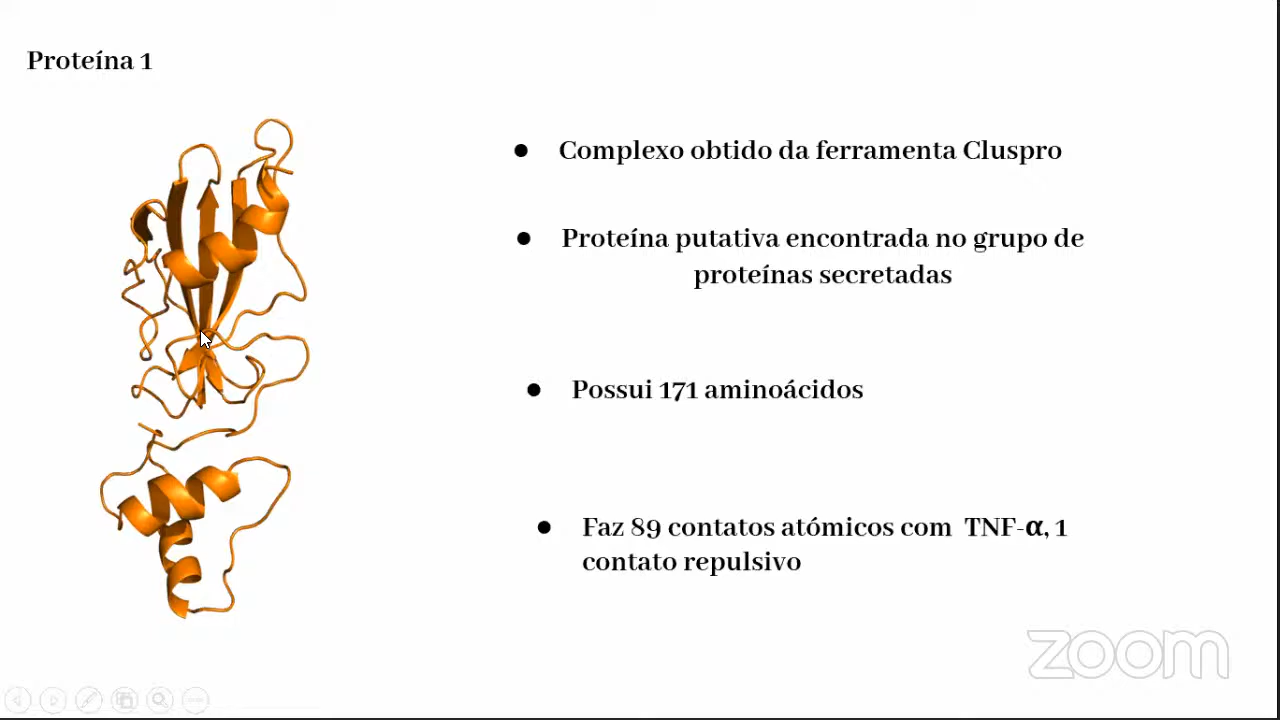 Proteína 1
● Complexo obtido da ferramenta Cluspro
● Proteína putativa encontrada no grupo de
proteínas secretadas
● Possui 171 aminoácidos
● Faz 89 contatos atómicos com TNF-α, 1
contato repulsivo
zoom